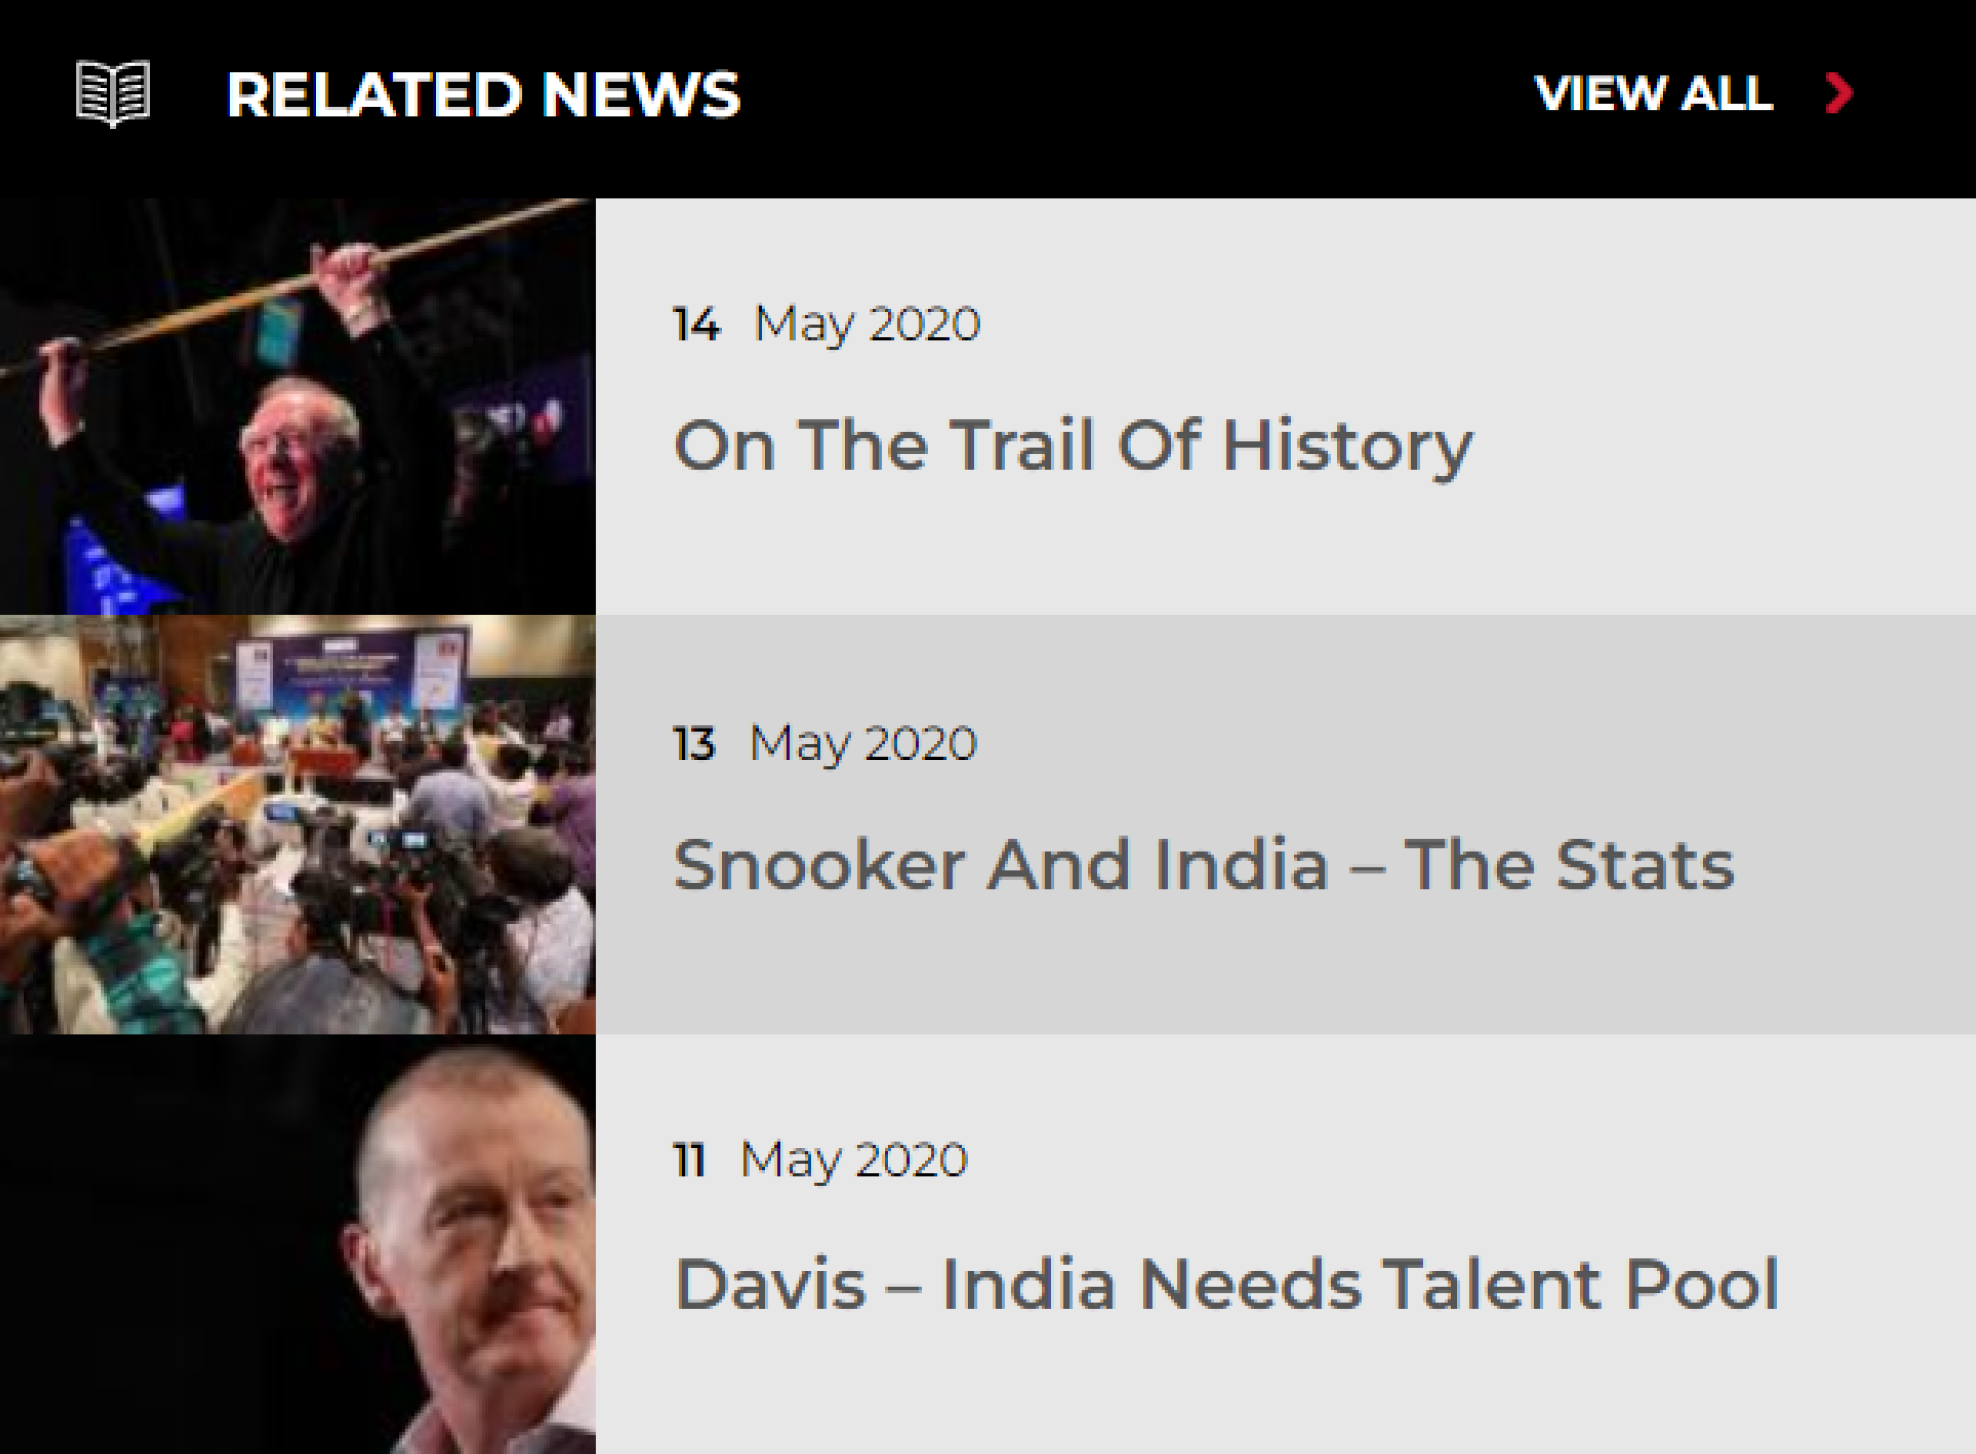 RELATED NEWS
VIEW ALL
14 May 2020
On The Trail Of History
13 May 2020
Snooker And India – The Stats
11 May 2020
Davis – India Needs Talent Pool